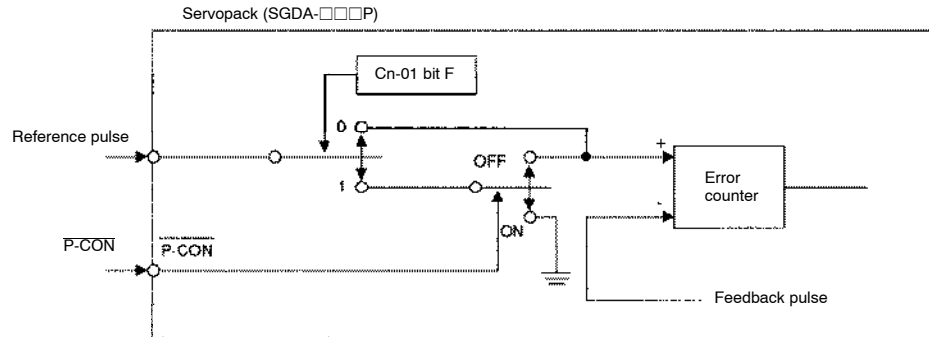 Servopack (SGDA-□□□P)
Cn-01 bit F
Reference pulse
0
1
OFF
ON
+
-
Error
counter
P-CON
P-CON
Feedback pulse